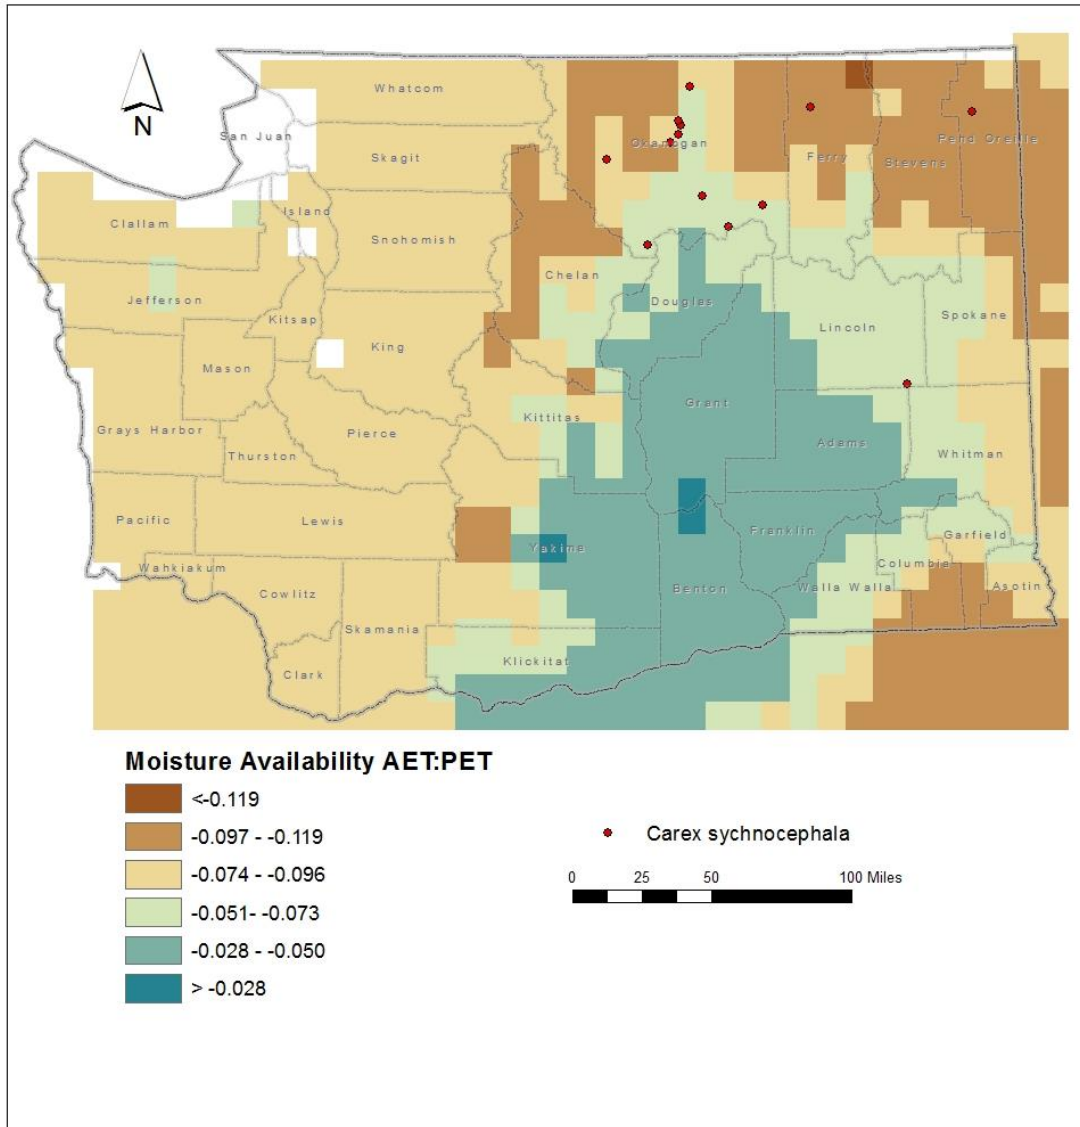 Whatcom
N
San Juan
Okanogan
Pend Oreille
Skagit
Ferry
Stevens
Island
Clallam
Snohomish
Chelan
Jefferson
Douglas
Kitsap
Lincoln
Spokane
King
Mason
Grant
Kittitas
Grays Harbor
Pierce
Adams
Thurston
Whitman
Pacific
Lewis
Franklin
Garfield
Yakima
Wahkiakum
Columbia
Cowlitz
Benton
Walla Walla
Asotin
Skamania
Klickitat
Clark
Moisture Availability AET:PET
<-0.119
-0.097 - -0.119
-0.074 - -0.096
-0.051- -0.073
-0.028 - -0.050
> -0.028
Carex sychnocephala
0 25 50 100 Miles